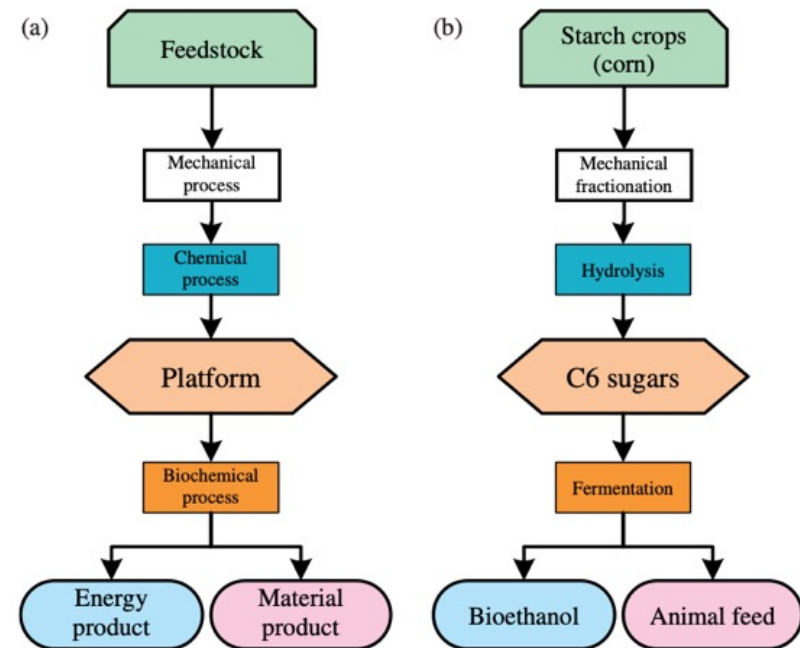 (a)
Feedstock
Mechanical
process
Chemical
process
Platform
Biochemical
process
Energy
product
Material
product
(b)
Starch crops
(corn)
Mechanical
fractionation
Hydrolysis
C6 sugars
Fermentation
Bioethanol
Animal feed